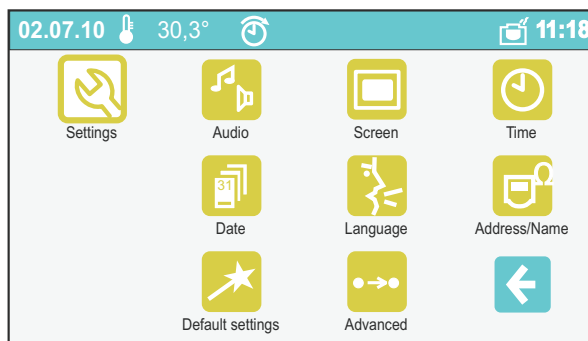 02.07.10 30,3° 11:18
Settings Audio Screen Time
31
Date Language Address/Name
Default settings Advanced